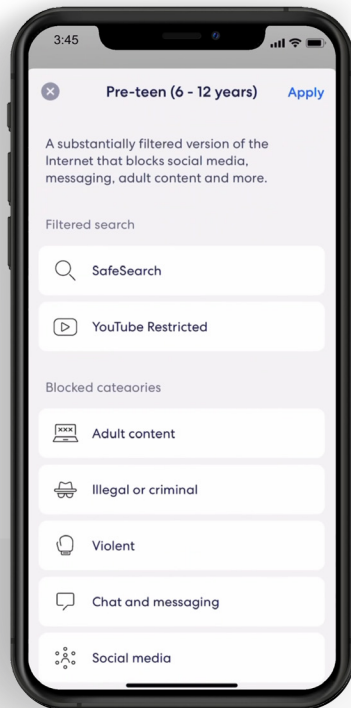 3:45
Pre-teen (6 - 12 years) Apply
A substantially filtered version of the
Internet that blocks social media,
messaging, adult content and more.
Filtered search
SafeSearch
YouTube Restricted
Blocked categories
XXX
Adult content
Illegal or criminal
Violent
Chat and messaging
Social media